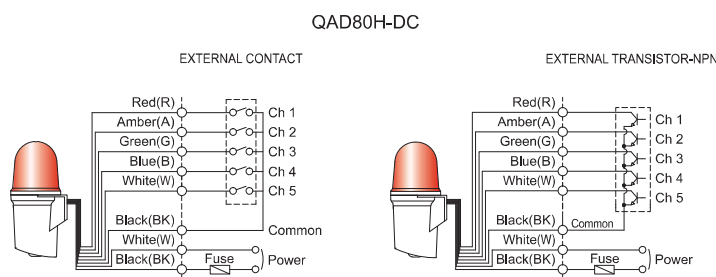 QAD80H-DC
EXTERNAL CONTACT
Red(R)
Amber(A)
Green(G)
Blue(B)
White(W)
Black(BK)
White(W)
Black(BK)
Ch 1
Ch 2
Ch 3
Ch 4
Ch 5
Common
Fuse
Power
EXTERNAL TRANSISTOR-NPN
Red(R)
Amber(A)
Green(G)
Blue(B)
White(W)
Black(BK)
White(W)
Black(BK)
Ch 1
Ch 2
Ch 3
Ch 4
Ch 5
Common
Fuse
Power